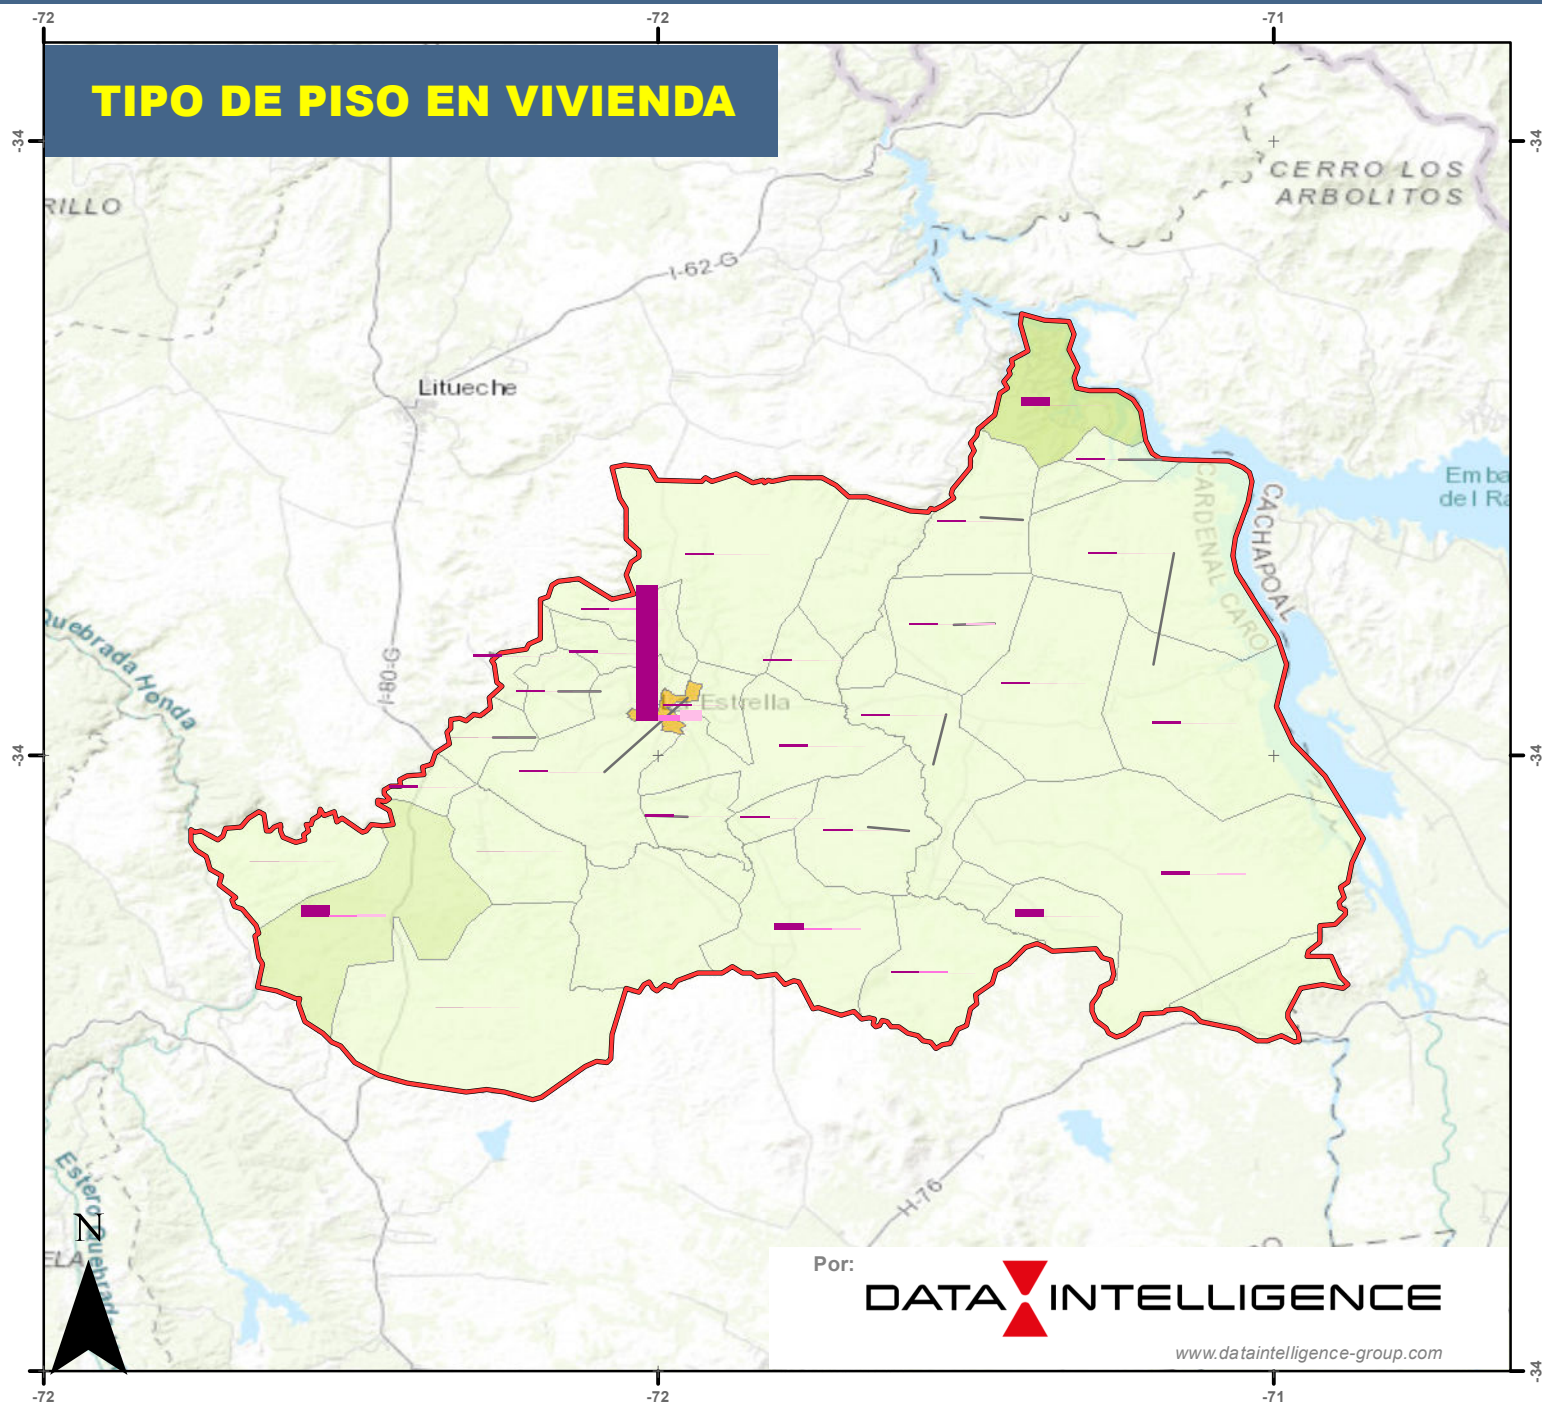 -72
-72
-71
TIPO DE PISO EN VIVIENDA
-34
-34
CERRO LOS
ARBOLITOS
RILLO
I-62-G
Litueche
Emba
del Ra
CARDENAL CARO
CACHAPOAL
Quebrada Honda
I-80-G
Estrella
-34
-34
Estero Quebrad
H-76
N
ELA
Por:
DATA INTELLIGENCE
www.dataintelligence-group.com
-34
-72
-72
-71